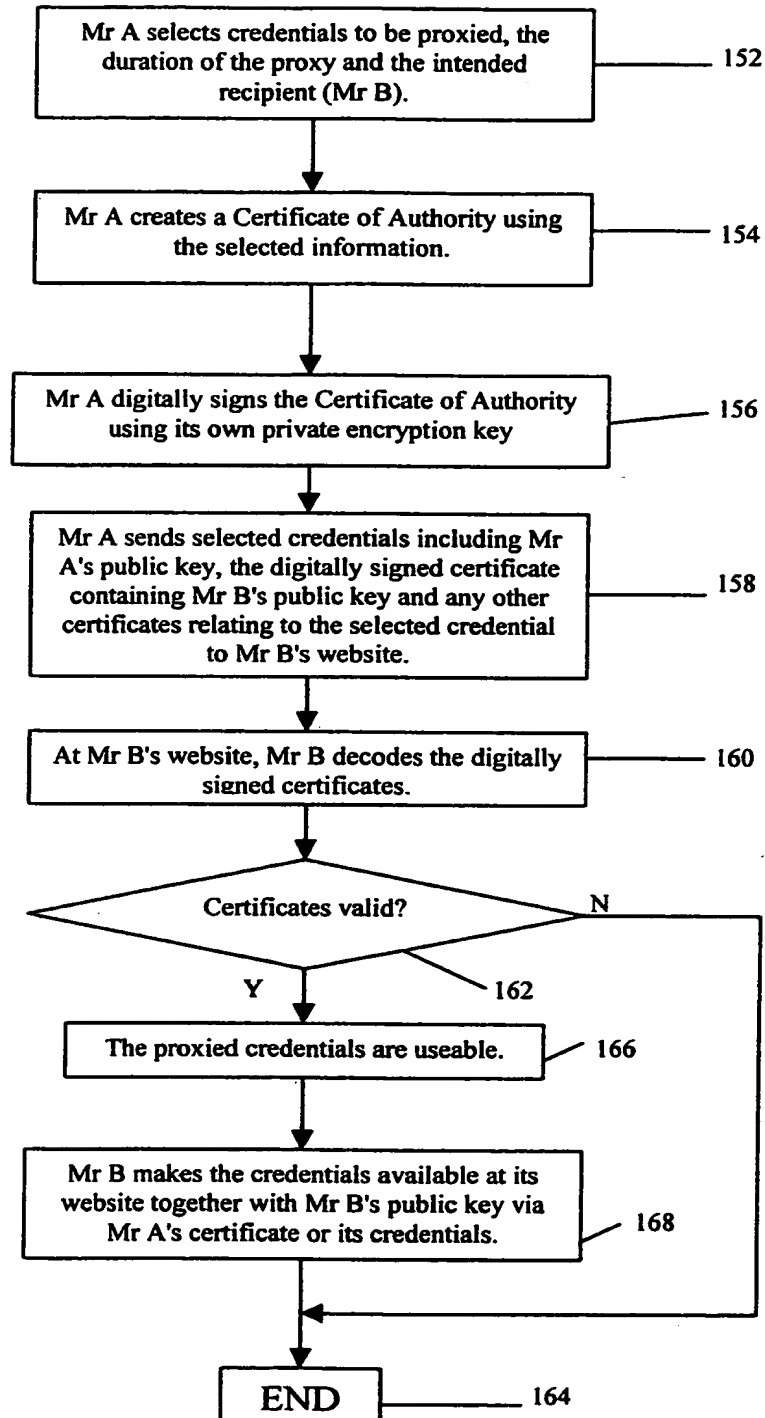 Mr A selects credentials to be proxied, the
duration of the proxy and the intended
recipient (Mr B).
152
Mr A creates a Certificate of Authority using
the selected information.
154
Mr A digitally signs the Certificate of Authority
using its own private encryption key
156
Mr A sends selected credentials including Mr
A's public key, the digitally signed certificate
containing Mr B's public key and any other
certificates relating to the selected credential
to Mr B's website.
158
At Mr B's website, Mr B decodes the digitally
signed certificates.
160
Certificates valid?
N
Y
162
The proxied credentials are useable.
166
Mr B makes the credentials available at its
website together with Mr B's public key via
Mr A's certificate or its credentials.
168
END
164